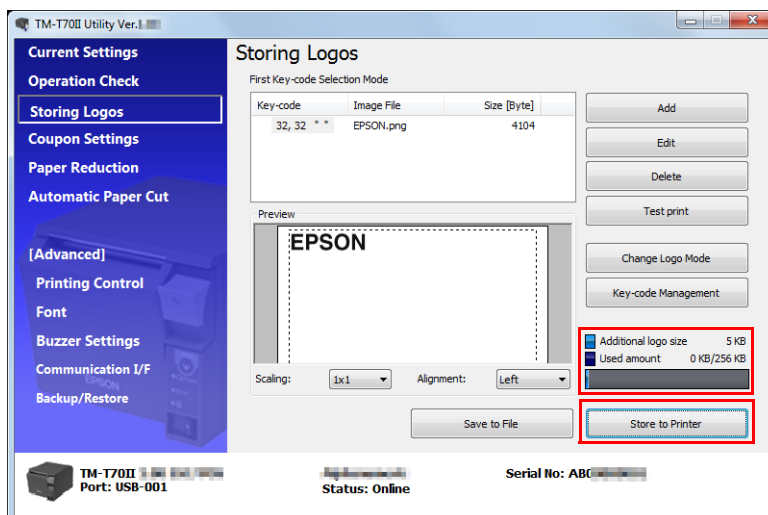 TM-T70II Utility Ver.
Current Settings
Operation Check
Storing Logos
Coupon Settings
Paper Reduction
Automatic Paper Cut
[Advanced]
Printing Control
Font
Buzzer Settings
Communication I/F
Backup/Restore
Storing Logos
First Key-code Selection Mode
Key-code Image File Size [Byte]
32, 32 " " EPSON.png 4104
Preview
EPSON
Scaling: 1x1 Alignment: Left
Add
Edit
Delete
Test print
Change Logo Mode
Key-code Management
Additional logo size 5 KB
Used amount 0 KB/256 KB
Save to File
Store to Printer
TM-T70II
Port: USB-001
Status: Online
Serial No:
EPSON